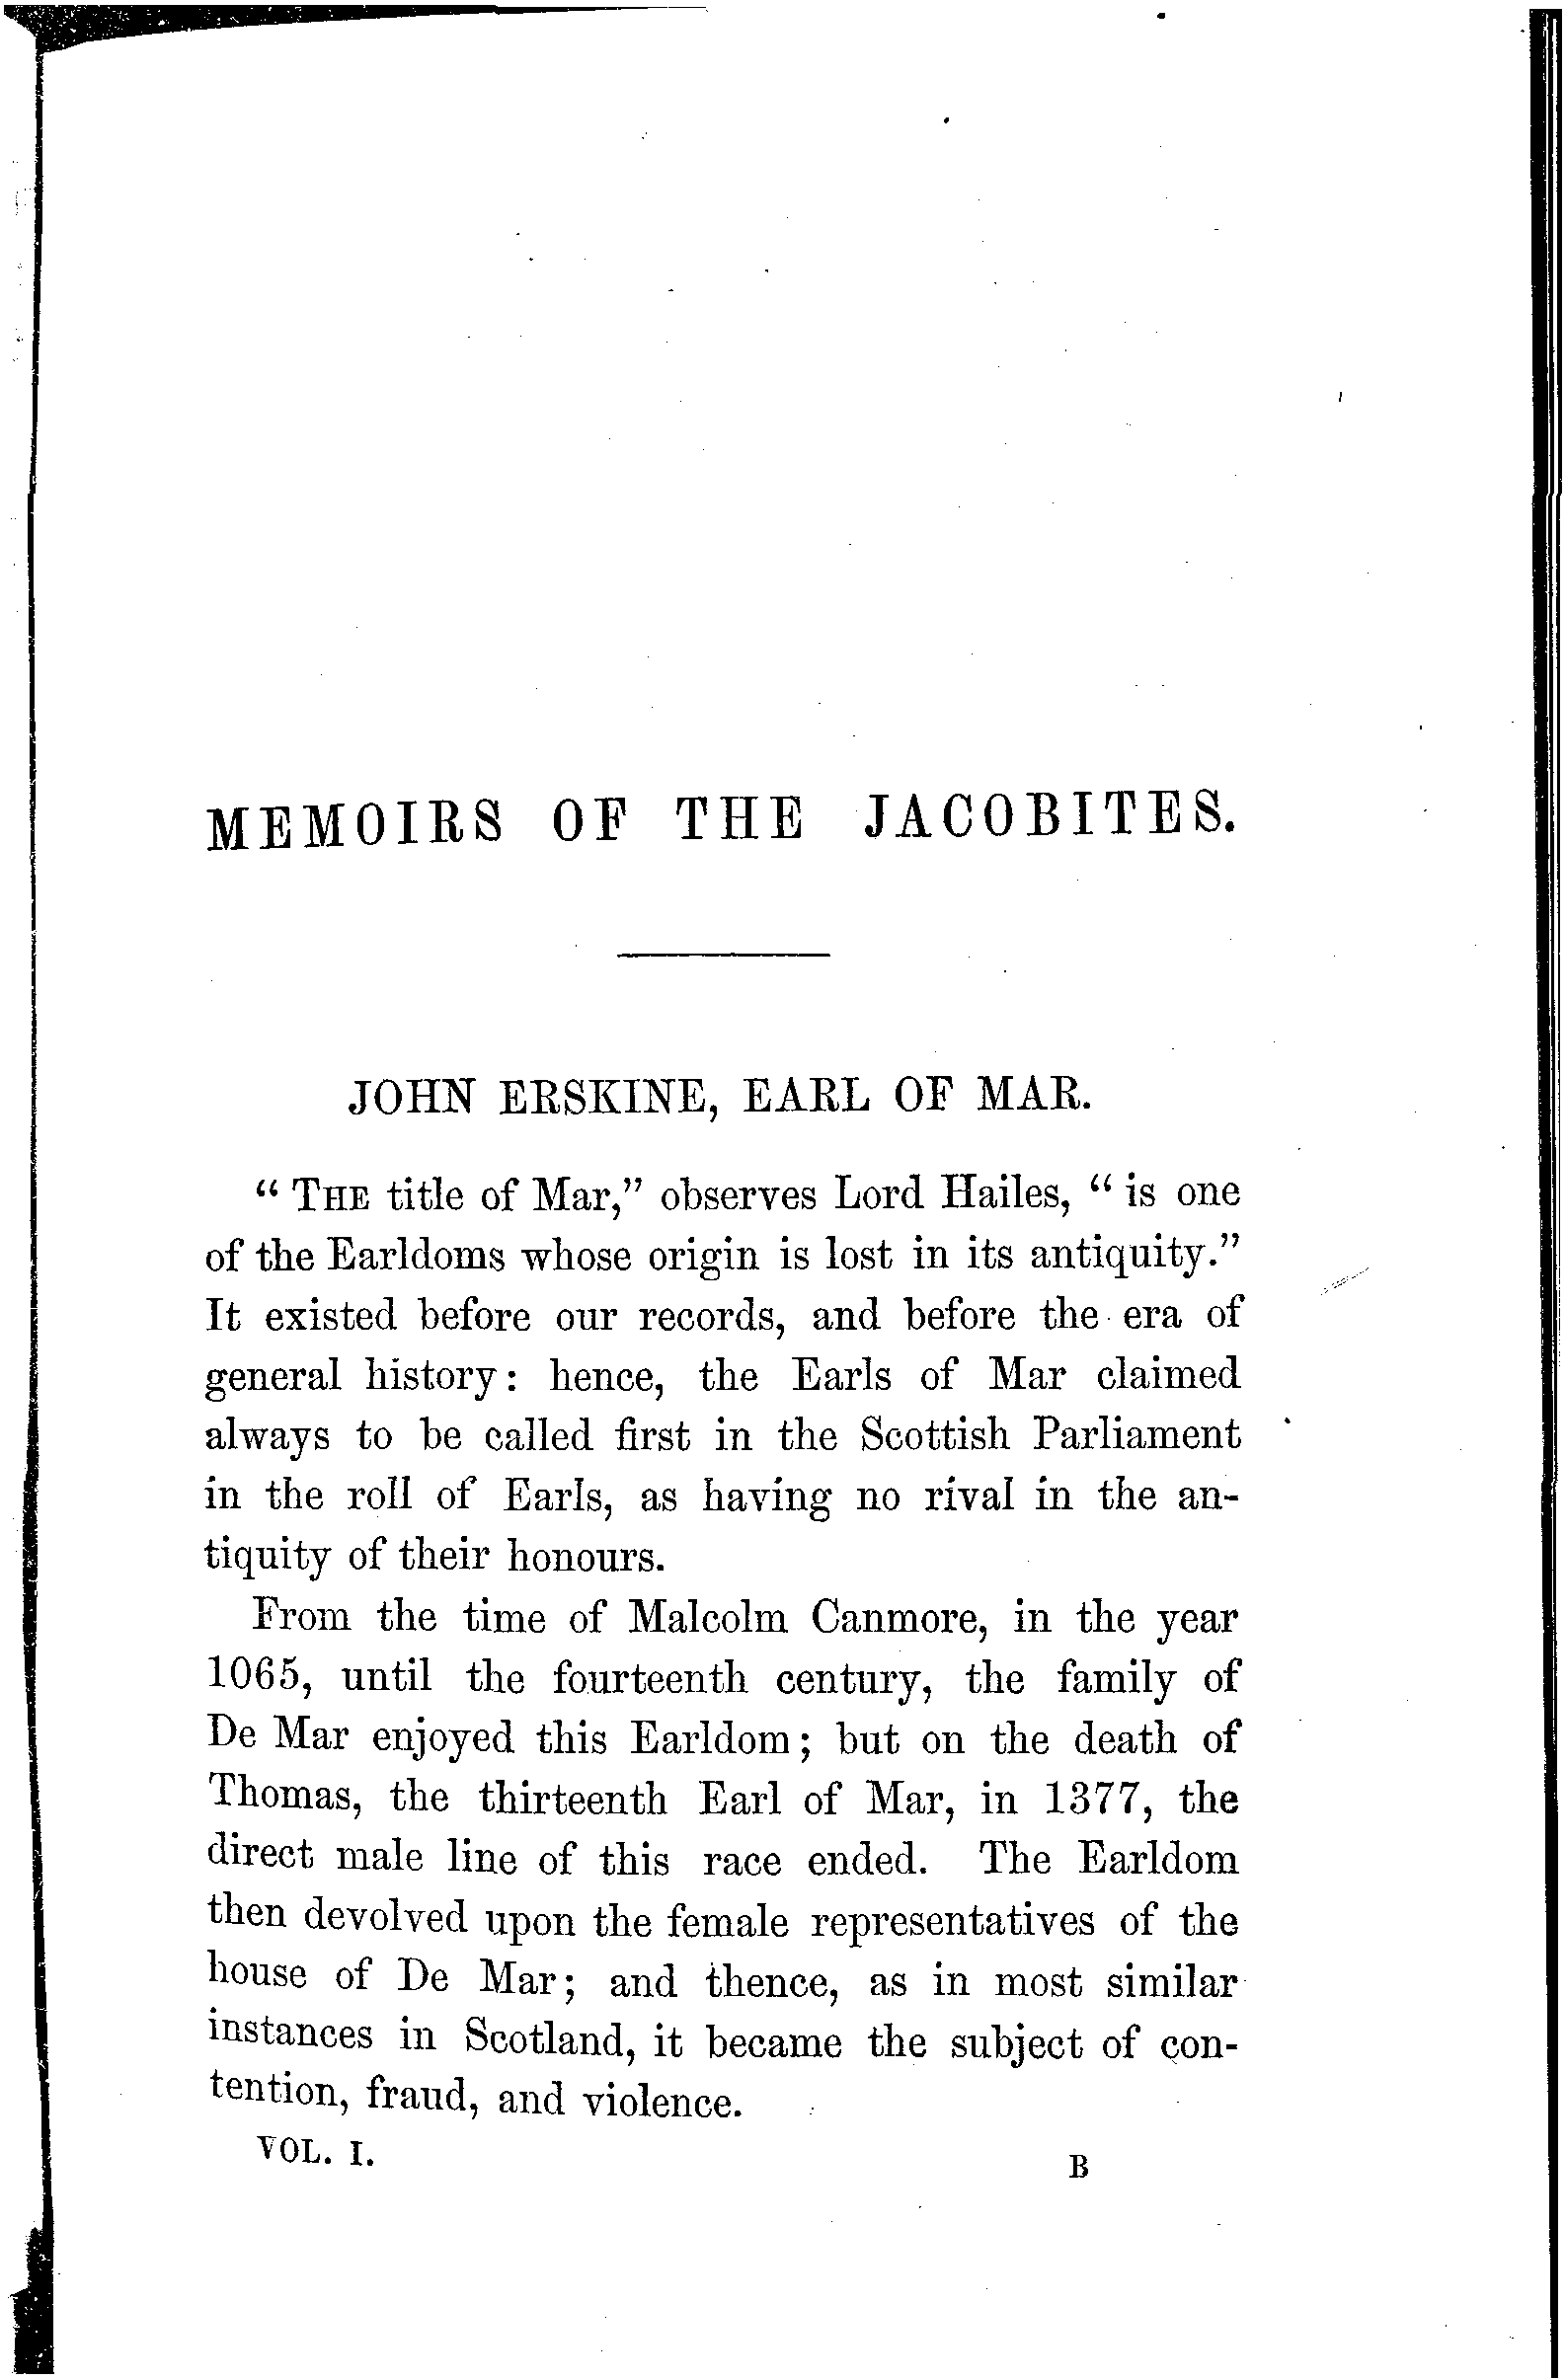 MEMOIRS OF THE JACOBITES.
JOHN ERSKINE, EARL OF MAR.
“ THE title of Mar,” observes Lord Hailes, “ is one
of the Earldoms whose origin is lost in its antiquity.”
It existed before our records, and before the era of
general history: hence, the Earls of Mar claimed
always to be called first in the Scottish Parliament
in the roll of Earls, as having no rival in the an-
tiquity of their honours.
From the time of Malcolm Canmore, in the year
1065, until the fourteenth century, the family of
De Mar enjoyed this Earldom; but on the death of
Thomas, the thirteenth Earl of Mar, in 1377, the
direct male line of this race ended. The Earldom
then devolved upon the female representatives of the
house of De Mar; and thence, as in most similar
instances in Scotland, it became the subject of con-
tention, fraud, and violence.
VOL. I. B